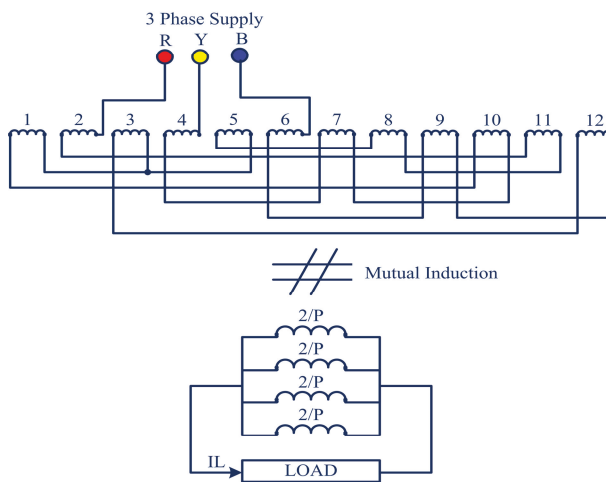 3 Phase Supply
R Y B
1 2 3 4 5 6 7 8 9 10 11 12
Mutual Induction
2/P
2/P
2/P
2/P
IL LOAD